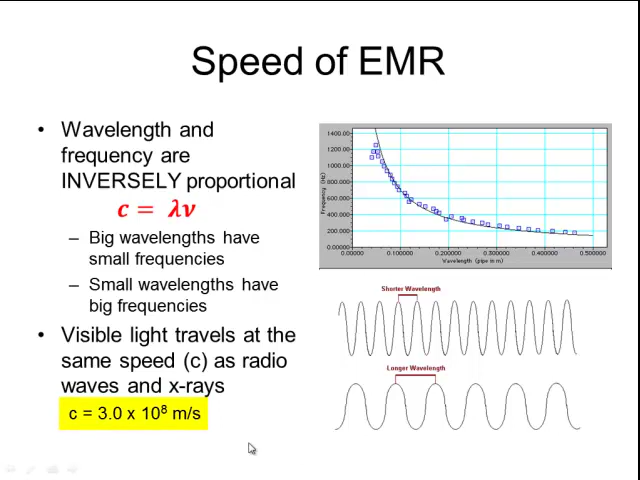 Speed of EMR
• Wavelength and
frequency are
INVERSELY proportional
c = λν
– Big wavelengths have
small frequencies
– Small wavelengths have
big frequencies
• Visible light travels at the
same speed (c) as radio
waves and x-rays
c = 3.0 x 10⁸ m/s
1400.00
1200.00
1000.00
800.00
600.00
400.00
200.00
0.00000
Frequency (Hz)
0.00000 0.100000 0.200000 0.300000 0.400000 0.500000
Wavelength (pipe in m)
Shorter Wavelength
Longer Wavelength